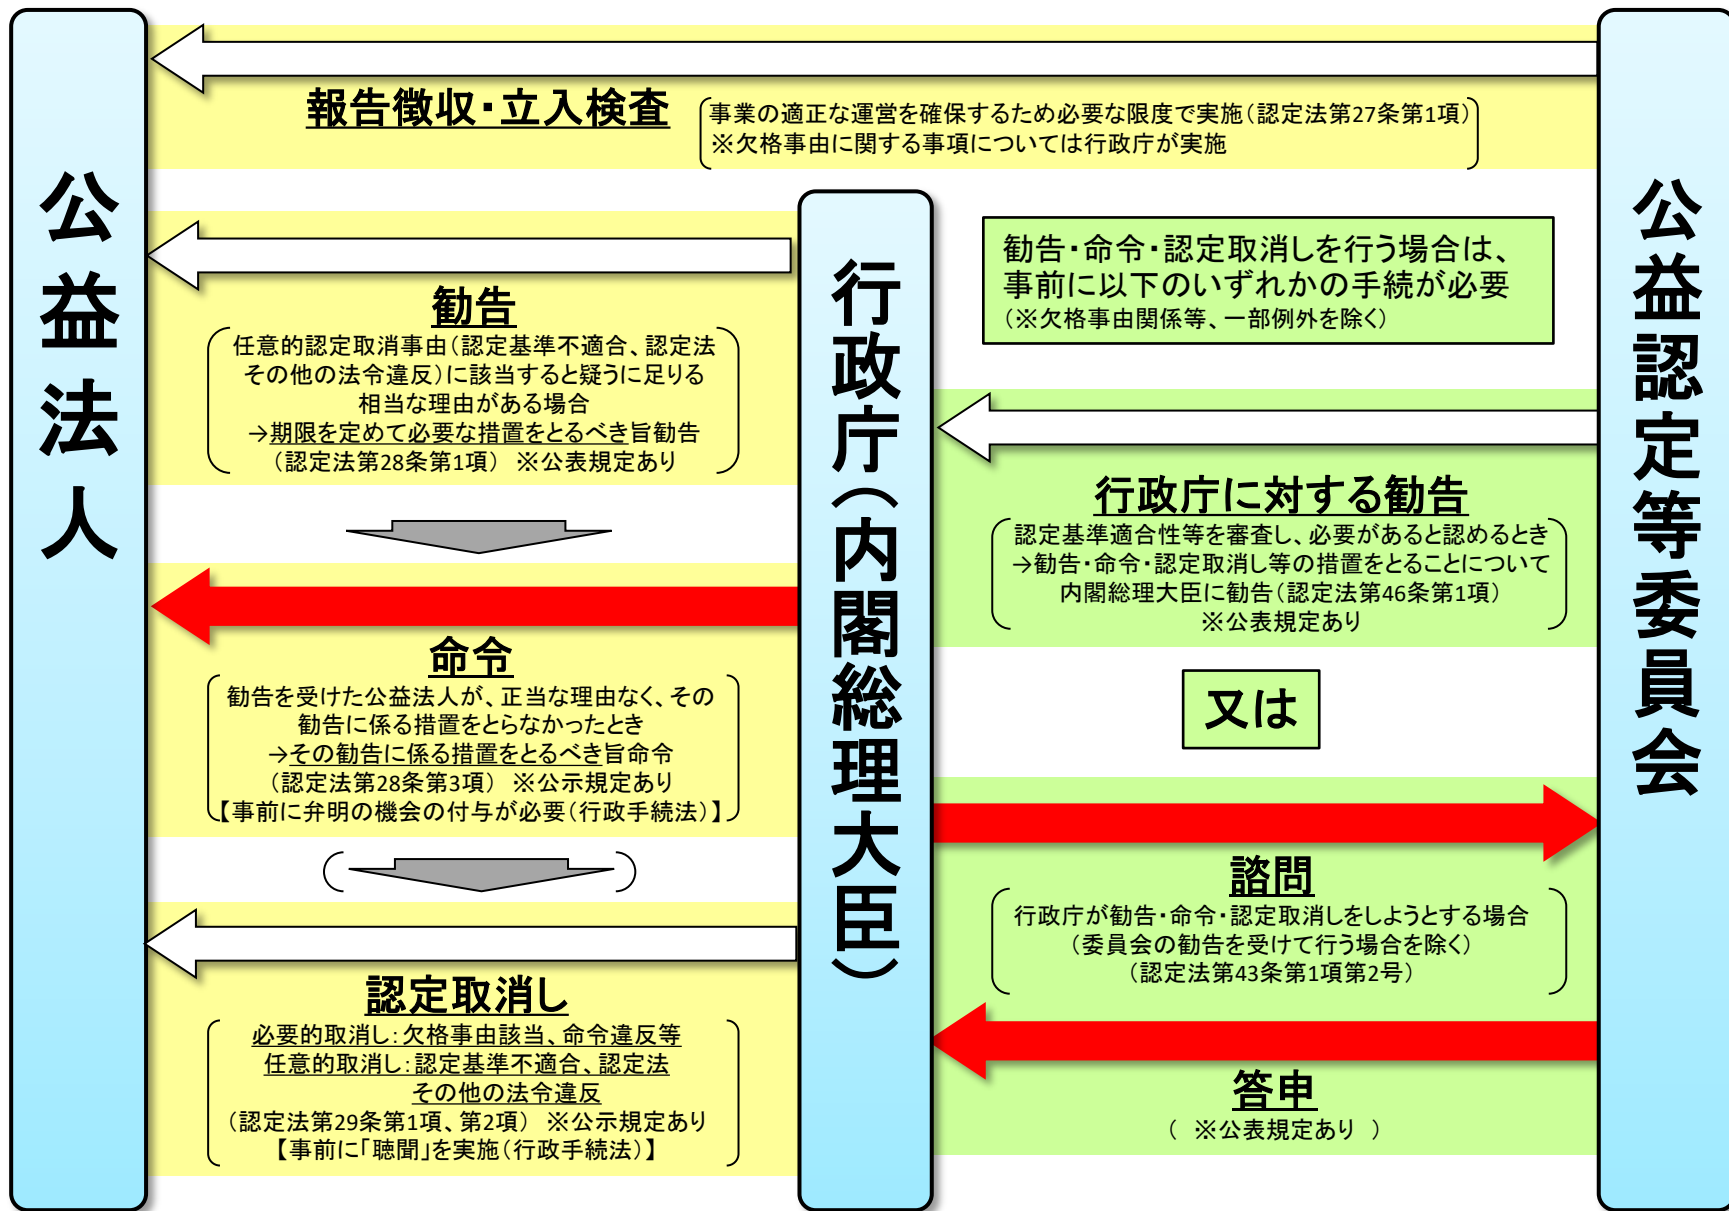 公益法人
報告徴収・立入検査
事業の適正な運営を確保するため必要な限度で実施(認定法第27条第1項)
※欠格事由に関する事項については行政庁が実施
勧告
任意的認定取消事由(認定基準不適合、認定法
その他の法令違反)に該当すると疑うに足りる
相当な理由がある場合
→期限を定めて必要な措置をとるべき旨勧告
(認定法第28条第1項) ※公表規定あり
命令
勧告を受けた公益法人が、正当な理由なく、その
勧告に係る措置をとらなかったとき
→その勧告に係る措置をとるべき旨命令
(認定法第28条第3項) ※公示規定あり
【事前に弁明の機会の付与が必要(行政手続法)】
認定取消し
必要的取消し:欠格事由該当、命令違反等
任意的取消し:認定基準不適合、認定法
その他の法令違反
(認定法第29条第1項、第2項) ※公示規定あり
【事前に「聴聞」を実施(行政手続法)】
行政庁(内閣総理大臣)
勧告・命令・認定取消しを行う場合は、
事前に以下のいずれかの手続が必要
(※欠格事由関係等、一部例外を除く)
行政庁に対する勧告
認定基準適合性等を審査し、必要があると認めるとき
→勧告・命令・認定取消し等の措置をとることについて
内閣総理大臣に勧告(認定法第46条第1項)
※公表規定あり
又は
諮問
行政庁が勧告・命令・認定取消しをしようとする場合
(委員会の勧告を受けて行う場合を除く)
(認定法第43条第1項第2号)
答申
( ※公表規定あり )
公益認定等委員会